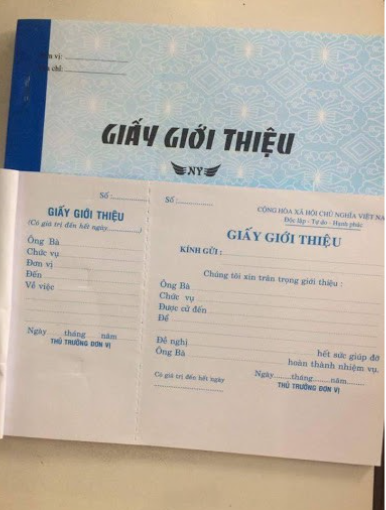 vị:
chỉ:
GIẤY GIỚI THIỆU
NY
Số :
GIẤY GIỚI THIỆU
(Có giá trị đến hết ngày)
Ông Bà
Chức vụ
Đơn vị
Đến
Về việc
Ngày tháng năm
THỦ TRƯỞNG ĐƠN VỊ
Số :
CỘNG HÒA XÃ HỘI CHỦ NGHĨA VIỆT NA
Độc lập - Tự do - Hạnh phúc
GIẤY GIỚI THIỆU
KÍNH GỬI :
Chúng tôi xin trân trọng giới thiệu :
Ông Bà
Chức vụ
Được cử đến
Để
Đề nghị
Ông Bà hết sức giúp đỡ
hoàn thành nhiệm vụ.
Có giá trị đến hết ngày
Ngày tháng năm
THỦ TRƯỞNG ĐƠN VỊ